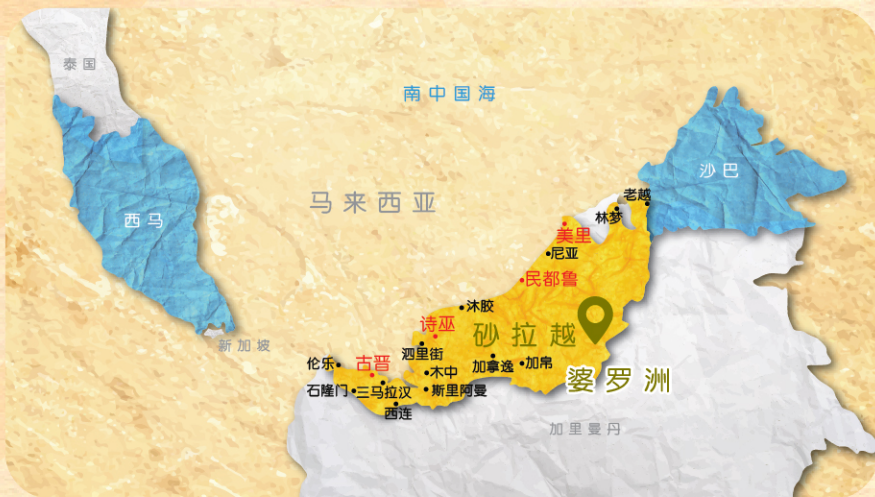 泰国
南中国海
沙巴
马来西亚
老越
林梦
西马
美里
尼亚
民都鲁
沐胶
诗巫
砂拉越
新加坡
泗里街
古晋
伦乐
加拿逸
加帛
木中
婆罗洲
石隆门
三马拉汉
斯里阿曼
西连
加里曼丹